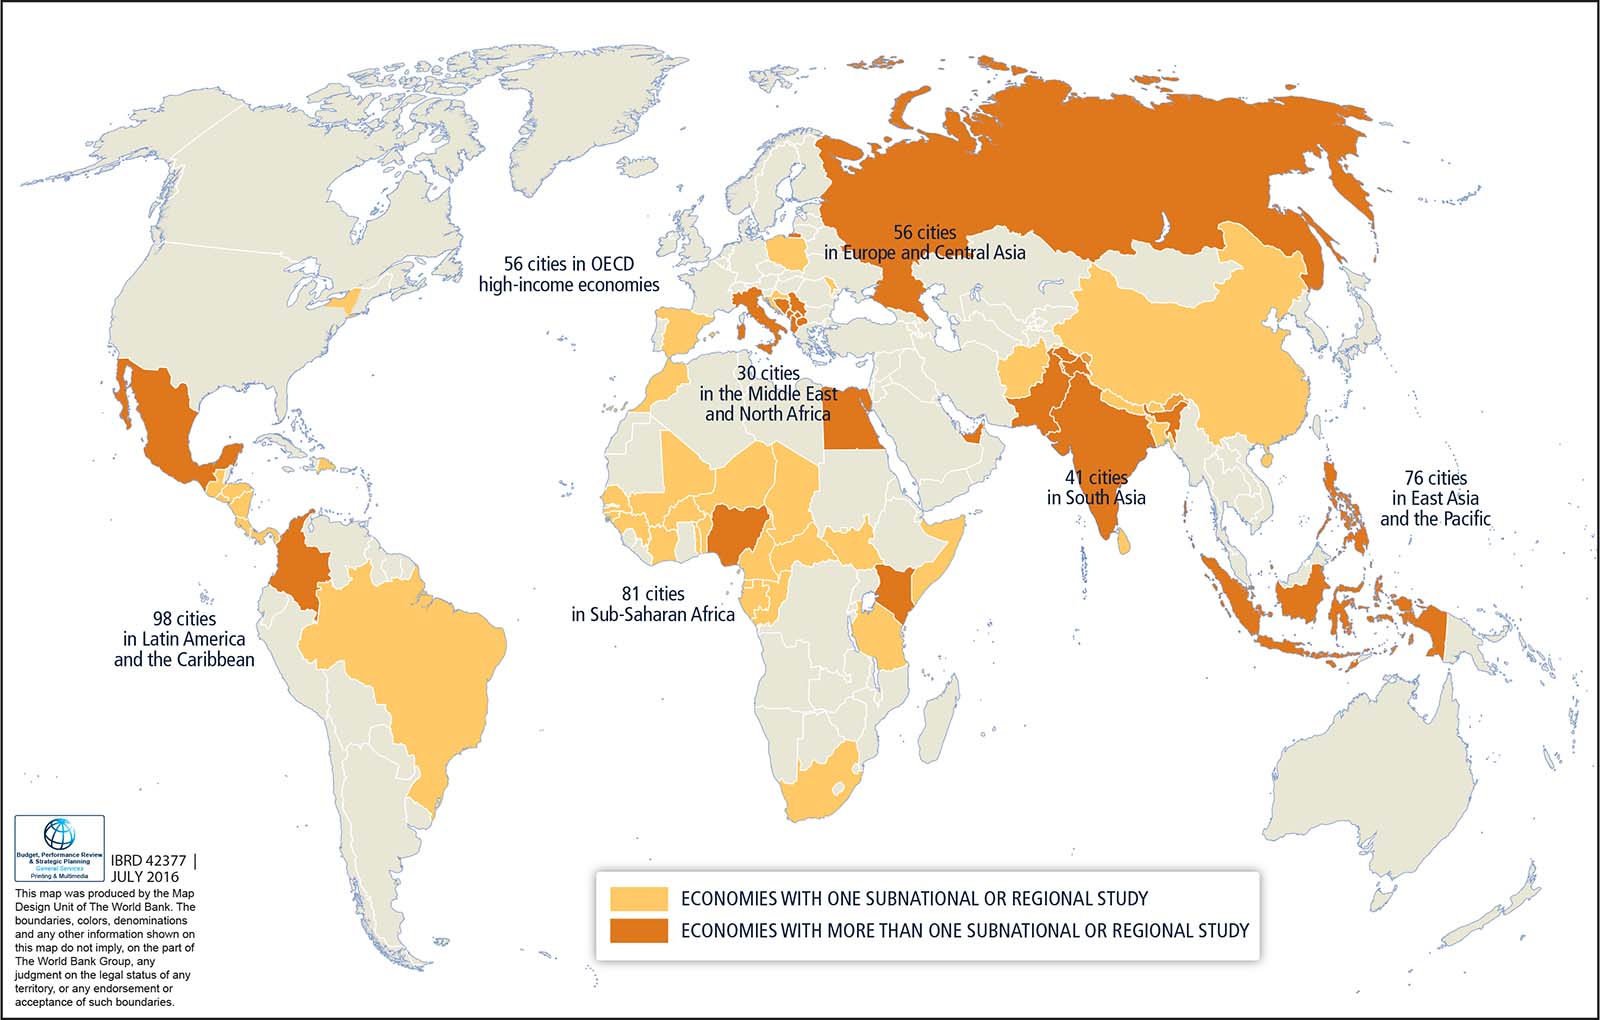 56 cities
in Europe and Central Asia
56 cities in OECD
high-income economies
30 cities
in the Middle East
and North Africa
41 cities
in South Asia
76 cities
in East Asia
and the Pacific
81 cities
in Sub-Saharan Africa
98 cities
in Latin America
and the Caribbean
Budget, Performance Review
& Strategic Planning
General Services
Printing & Multimedia
IBRD 42377 |
JULY 2016
This map was produced by the Map
Design Unit of The World Bank. The
boundaries, colors, denominations
and any other information shown on
this map do not imply, on the part of
The World Bank Group, any
judgment on the legal status of any
territory, or any endorsement or
acceptance of such boundaries.
ECONOMIES WITH ONE SUBNATIONAL OR REGIONAL STUDY
ECONOMIES WITH MORE THAN ONE SUBNATIONAL OR REGIONAL STUDY